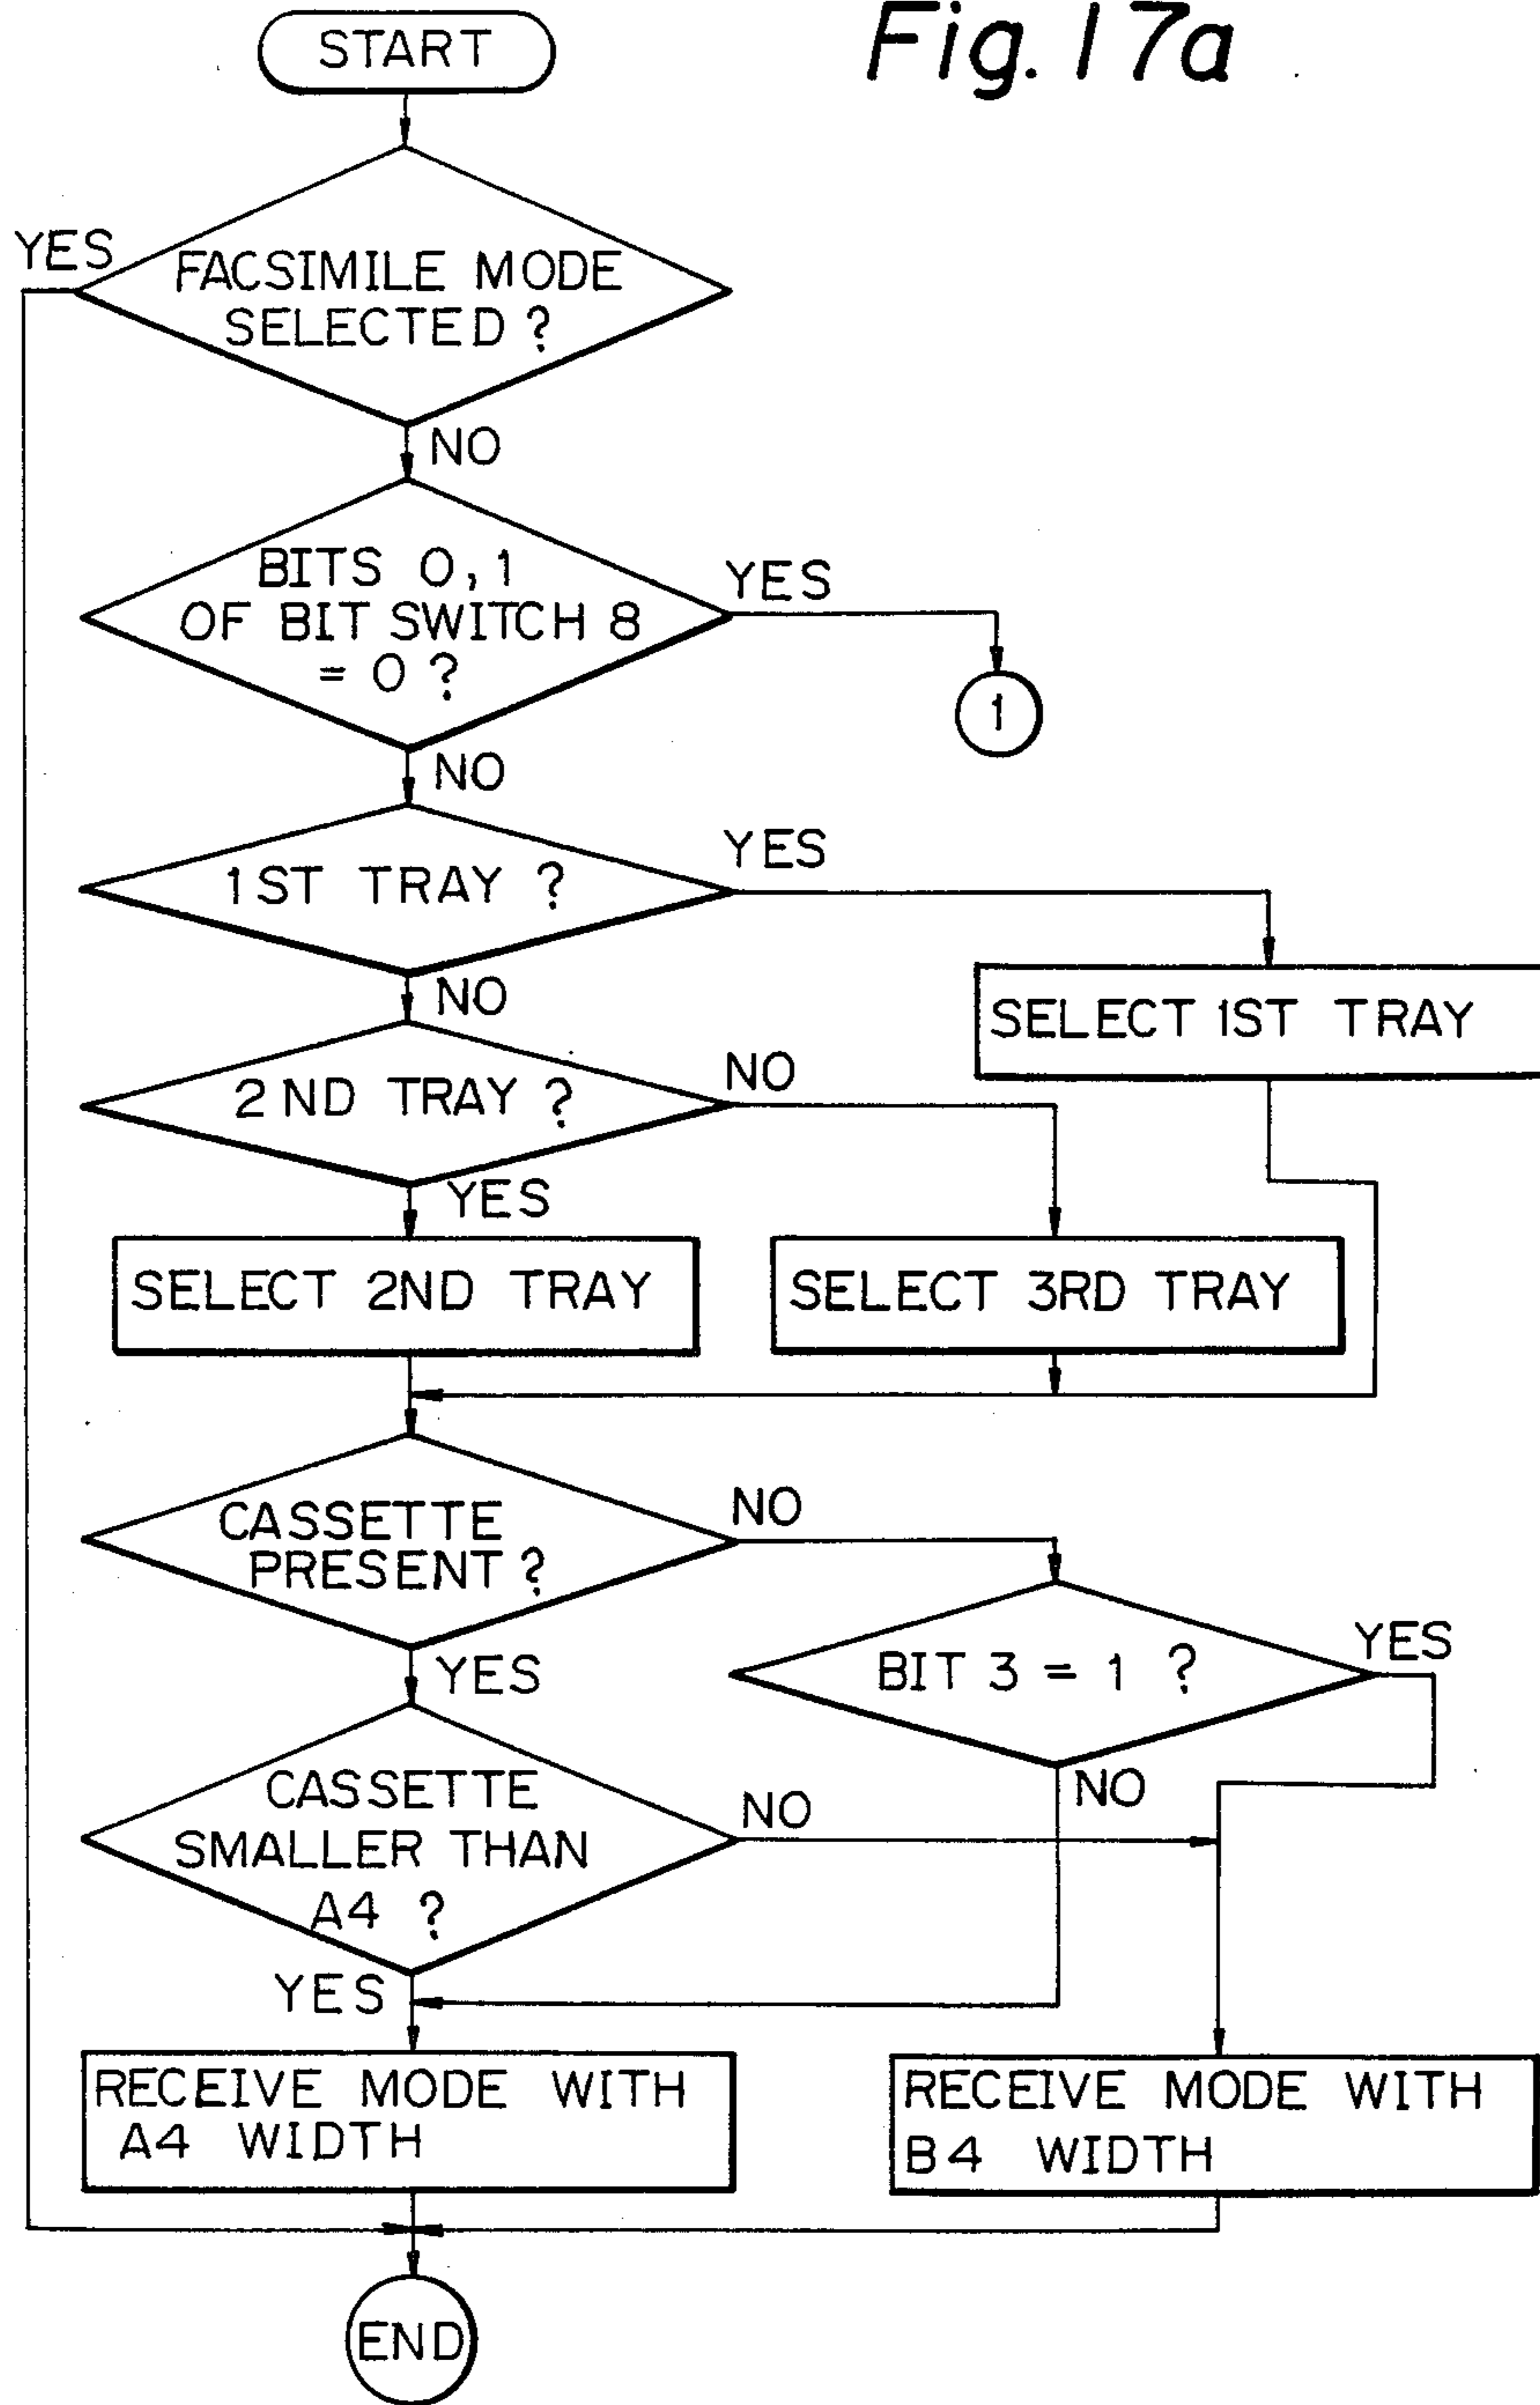 Fig. 17a
START
YES
FACSIMILE MODE
SELECTED ?
NO
BITS 0, 1
OF BIT SWITCH 8
= 0 ?
YES
1
NO
1ST TRAY ?
YES
SELECT 1ST TRAY
NO
2ND TRAY ?
NO
YES
SELECT 2ND TRAY
SELECT 3RD TRAY
CASSETTE
PRESENT ?
NO
BIT 3 = 1 ?
YES
YES
NO
CASSETTE
SMALLER THAN
A4 ?
NO
YES
RECEIVE MODE WITH
A4 WIDTH
RECEIVE MODE WITH
B4 WIDTH
END